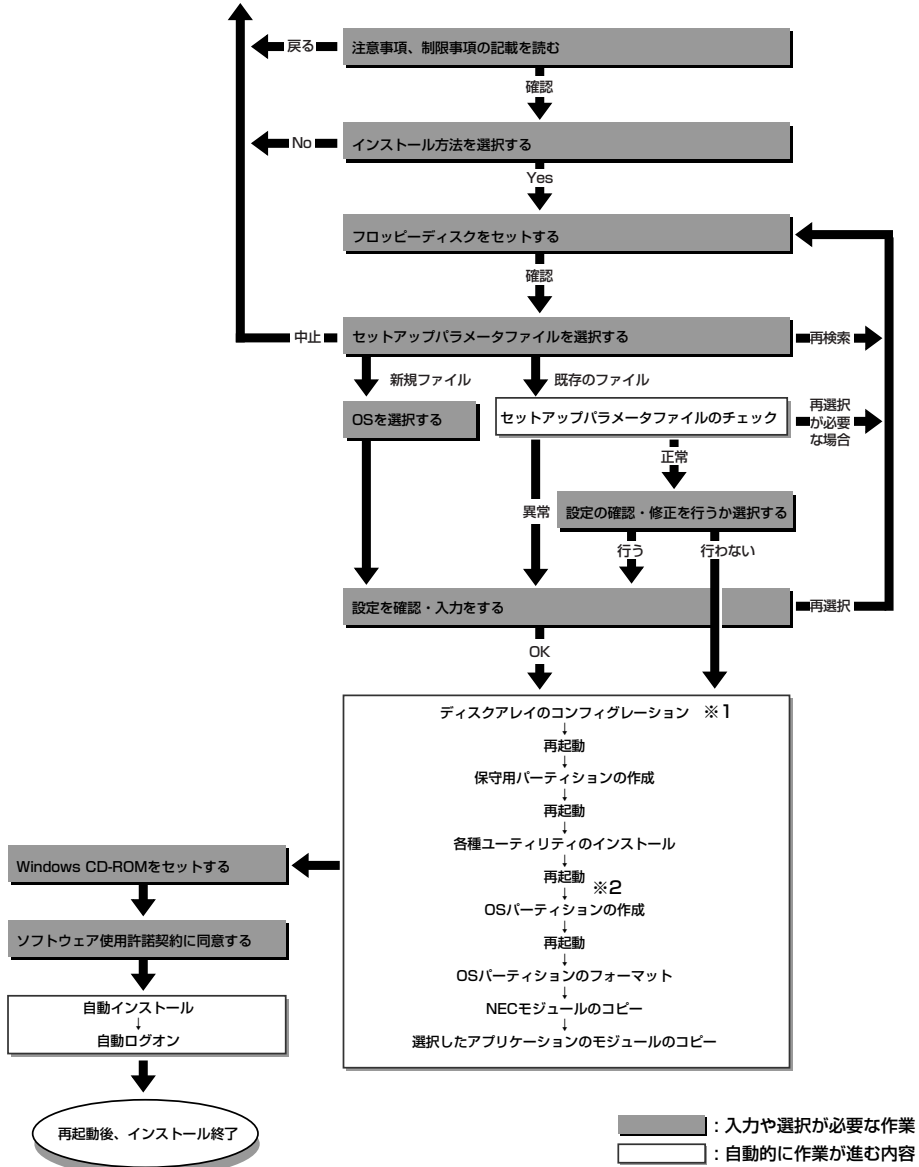 戻る
注意事項、制限事項の記載を読む
確認
No
インストール方法を選択する
Yes
フロッピーディスクをセットする
確認
中止
セットアップパラメータファイルを選択する
再検索
新規ファイル
既存のファイル
OSを選択する
セットアップパラメータファイルのチェック
再選択
が必要
な場合
正常
異常
設定の確認・修正を行うか選択する
行う
行わない
設定を確認・入力をする
再選択
OK
ディスクアレイのコンフィグレーション ※1
↓
再起動
↓
保守用パーティションの作成
↓
再起動
↓
各種ユーティリティのインストール
↓
再起動
↓ ※2
OSパーティションの作成
↓
再起動
↓
OSパーティションのフォーマット
↓
NECモジュールのコピー
↓
選択したアプリケーションのモジュールのコピー
Windows CD-ROMをセットする
ソフトウェア使用許諾契約に同意する
自動インストール
↓
自動ログオン
再起動後、インストール終了
：入力や選択が必要な作業
：自動的に作業が進む内容